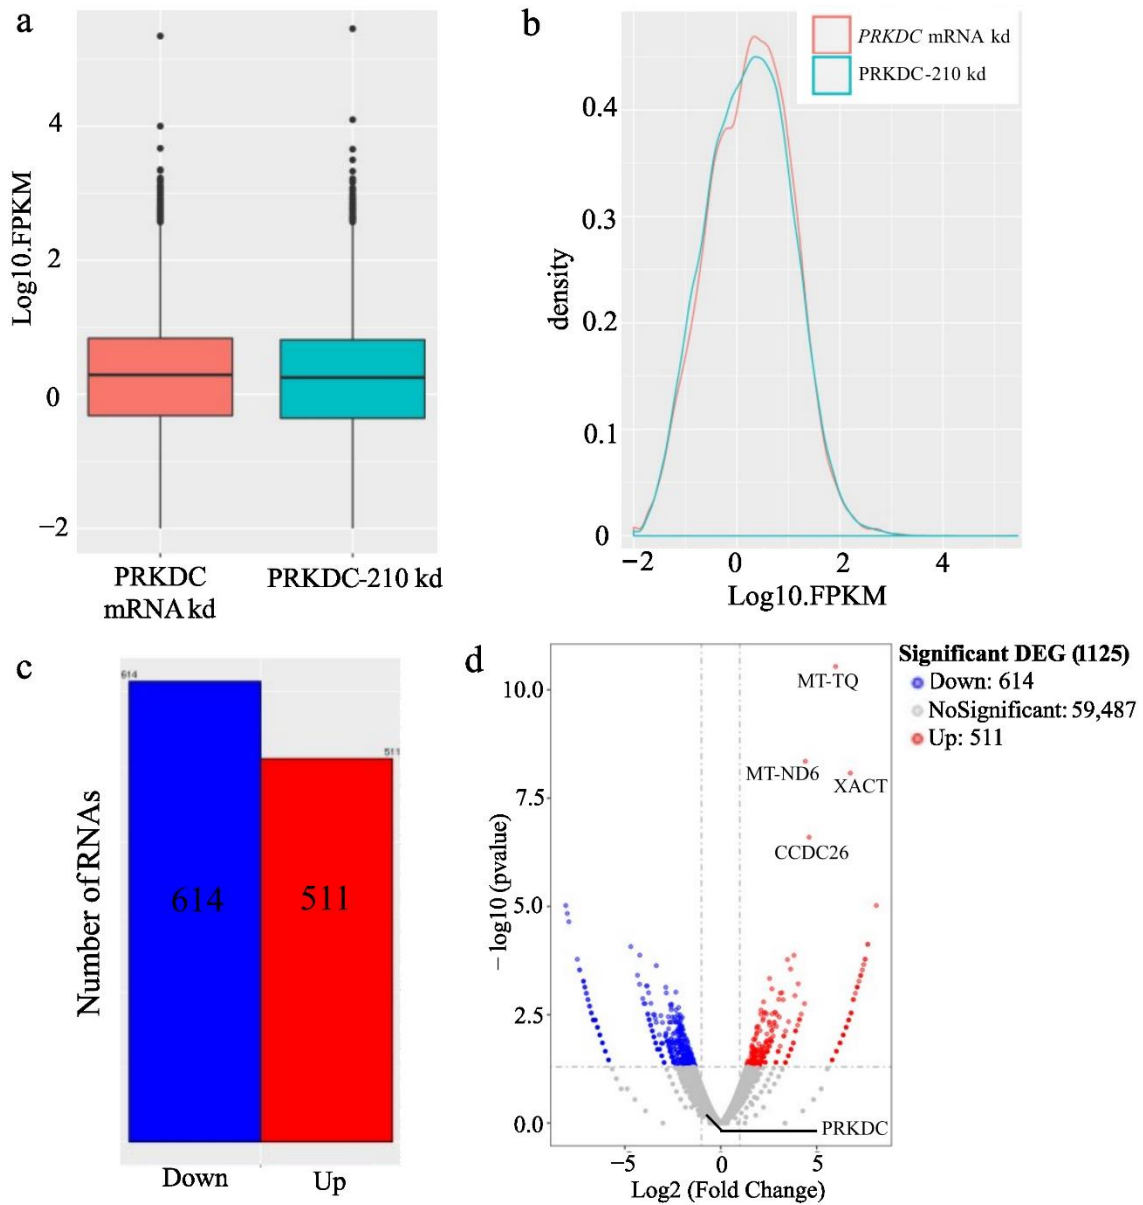 a
Log10.FPKM
4
2
0
−2
PRKDC
mRNA kd
PRKDC-210 kd
b
PRKDC mRNA kd
PRKDC-210 kd
density
0.4
0.3
0.2
0.1
0
−2
0
2
4
Log10.FPKM
c
Number of RNAs
614
511
614
511
Down
Up
d
Significant DEG (1125)
Down: 614
NoSignificant: 59,487
Up: 511
− log10 (pvalue)
10.0
7.5
5.0
2.5
0.0
MT-TQ
MT-ND6
XACT
CCDC26
PRKDC
−5
0
5
Log2 (Fold Change)